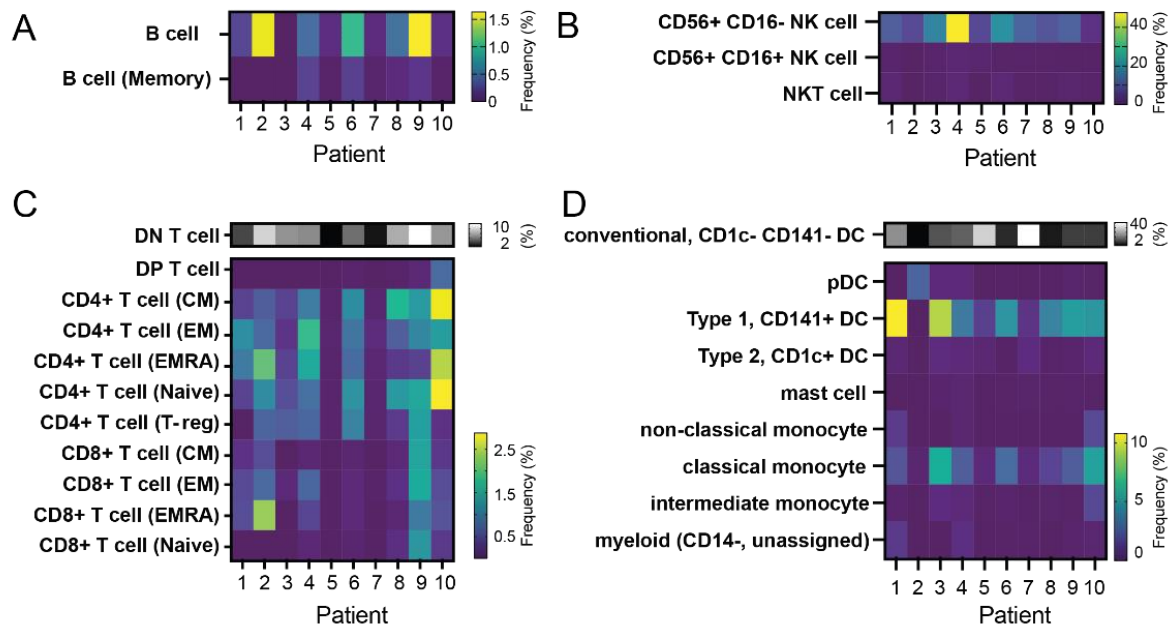 A
B cell
B cell (Memory)
1 2 3 4 5 6 7 8 9 10
Patient
1.5
1.0
0.5
0
Frequency (%)
B
CD56+ CD16- NK cell
CD56+ CD16+ NK cell
NKT cell
1 2 3 4 5 6 7 8 9 10
Patient
40
20
0
Frequency (%)
C
DN T cell
10
2
(%)
DP T cell
CD4+ T cell (CM)
CD4+ T cell (EM)
CD4+ T cell (EMRA)
CD4+ T cell (Naive)
CD4+ T cell (T-reg)
CD8+ T cell (CM)
CD8+ T cell (EM)
CD8+ T cell (EMRA)
CD8+ T cell (Naive)
1 2 3 4 5 6 7 8 9 10
Patient
2.5
1.5
0.5
Frequency (%)
D
conventional, CD1c- CD141- DC
40
2
(%)
pDC
Type 1, CD141+ DC
Type 2, CD1c+ DC
mast cell
non-classical monocyte
classical monocyte
intermediate monocyte
myeloid (CD14-, unassigned)
1 2 3 4 5 6 7 8 9 10
Patient
10
5
0
Frequency (%)